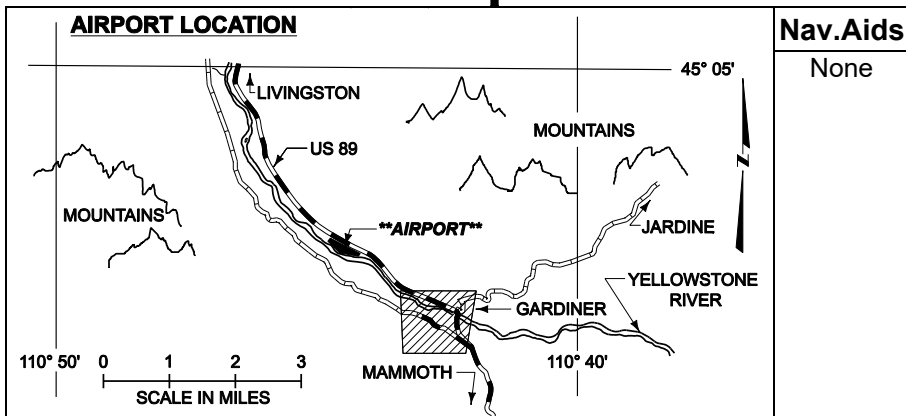 AIRPORT LOCATION
Nav.Aids
None
45° 05'
LIVINGSTON
MOUNTAINS
US 89
N
MOUNTAINS
**AIRPORT**
JARDINE
YELLOWSTONE
RIVER
GARDINER
110° 50'
0 1 2 3
110° 40'
MAMMOTH
SCALE IN MILES